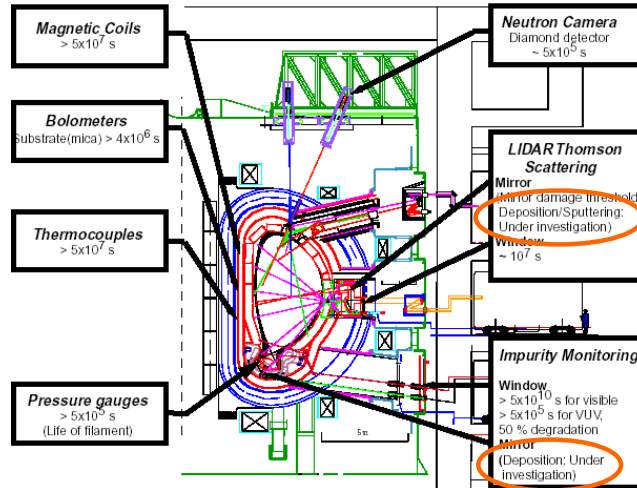 Magnetic Coils
> 5x10⁷ s
Bolometers
Substrate(mica) > 4x10⁶ s
Thermocouples
> 5x10⁷ s
Pressure gauges
> 5x10⁵ s
(Life of filament)
5 m
Neutron Camera
Diamond detector
~ 5x10⁵ s
LIDAR Thomson
Scattering
Mirror
(Mirror damage threshold
Deposition/Sputtering:
Under investigation)
Window
~ 10⁷ s
Impurity Monitoring
Window
> 5x10¹⁰ s for visible
> 5x10⁵ s for VUV,
50 % degradation
Mirror
(Deposition: Under
investigation)